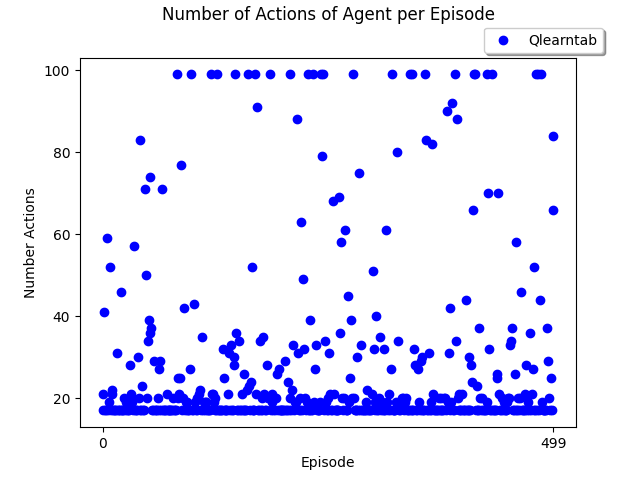 Number of Actions of Agent per Episode
Qlearntab
100
80
60
40
20
Number Actions
0
499
Episode